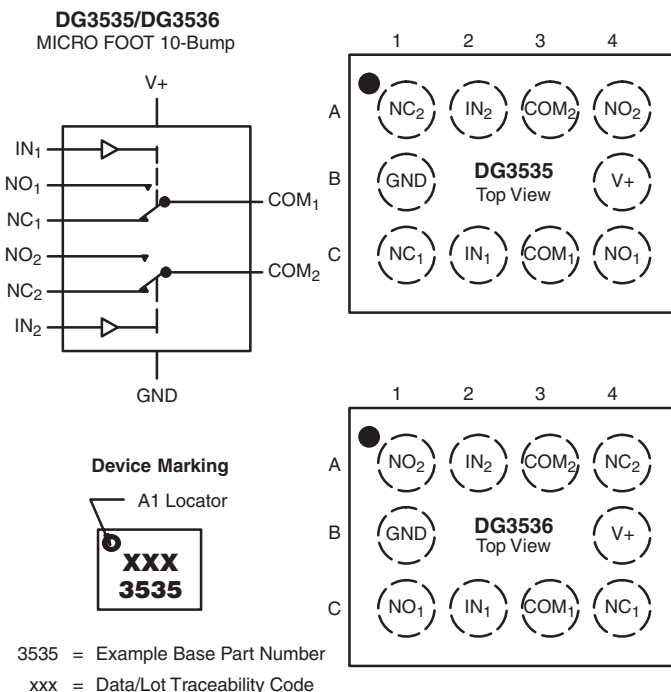 DG3535/DG3536
MICRO FOOT 10-Bump
V+
IN1
NO1
NC1
NO2
NC2
IN2
COM1
COM2
GND
1 2 3 4
A NC2 IN2 COM2 NO2
B GND DG3535 V+
Top View
C NC1 IN1 COM1 NO1
Device Marking
A1 Locator
XXX
3535
3535 = Example Base Part Number
xxx = Data/Lot Traceability Code
1 2 3 4
A NO2 IN2 COM2 NC2
B GND DG3536 V+
Top View
C NO1 IN1 COM1 NC1